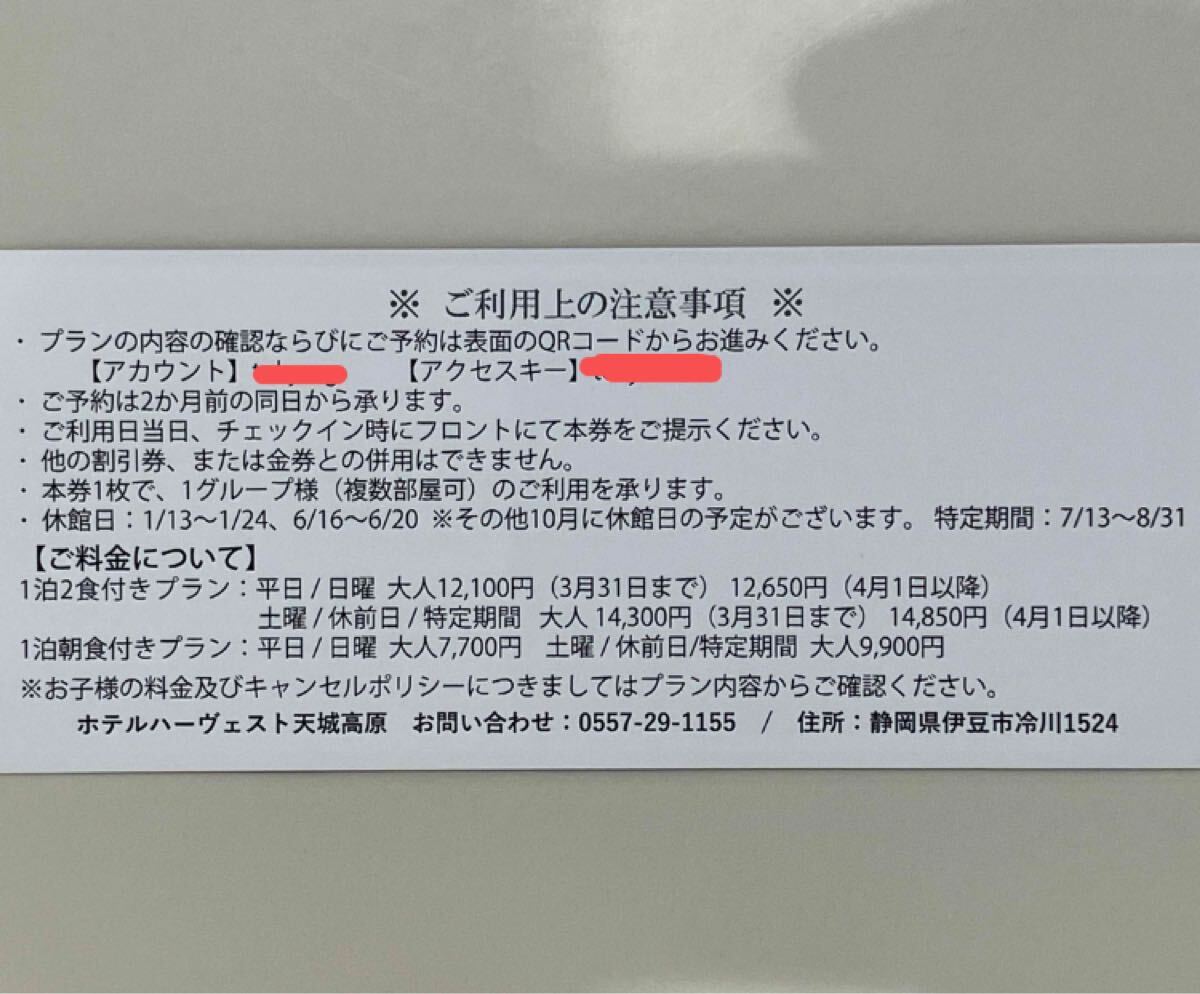 ※ ご利用上の注意事項 ※
・ プランの内容の確認ならびにご予約は表面のQRコードからお進みください。
【アカウント】 【アクセスキー】
・ ご予約は2か月前の同日から承ります。
・ ご利用日当日、チェックイン時にフロントにて本券をご提示ください。
・ 他の割引券、または金券との併用はできません。
・ 本券1枚で、1グループ様（複数部屋可）のご利用を承ります。
・ 休館日：1/13～1/24、6/16～6/20 ※その他10月に休館日の予定がございます。 特定期間：7/13～8/31
【ご料金について】
1泊2食付きプラン：平日 / 日曜 大人12,100円（3月31日まで） 12,650円（4月1日以降）
土曜 / 休前日 / 特定期間 大人 14,300円（3月31日まで） 14,850円（4月1日以降）
1泊朝食付きプラン：平日 / 日曜 大人7,700円 土曜 / 休前日/特定期間 大人9,900円
※お子様の料金及びキャンセルポリシーにつきましてはプラン内容からご確認ください。
ホテルハーヴェスト天城高原 お問い合わせ：0557-29-1155 / 住所：静岡県伊豆市冷川1524